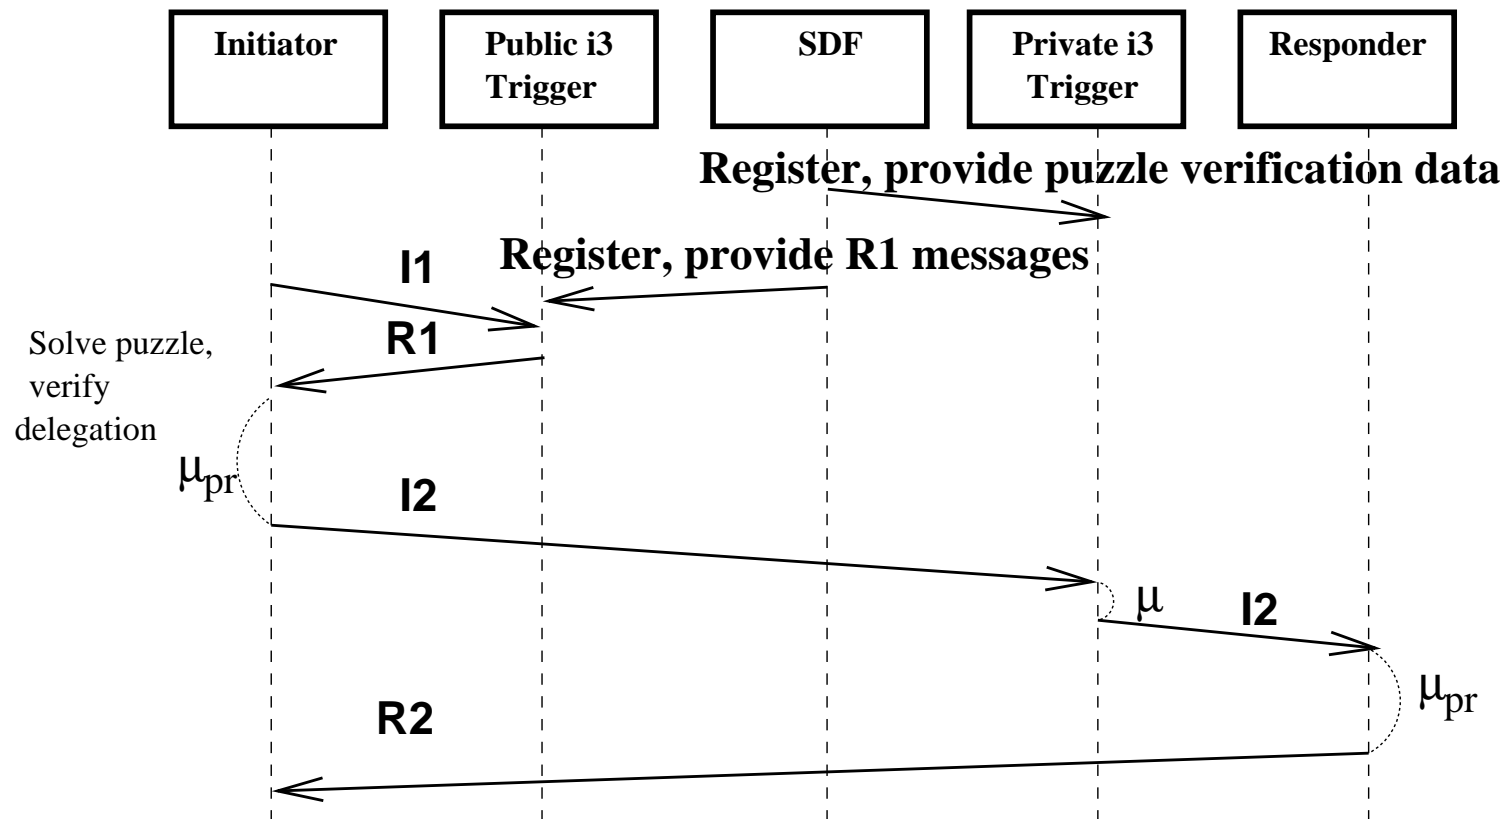 Initiator
Public i3
Trigger
SDF
Private i3
Trigger
Responder
Register, provide puzzle verification data
Register, provide R1 messages
I1
R1
Solve puzzle,
verify
delegation
μpr
I2
μ
I2
μpr
R2